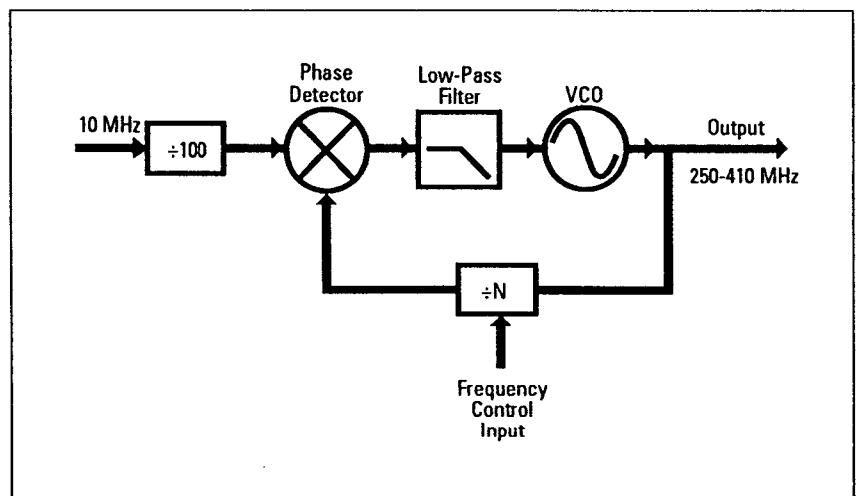 Phase
Detector
Low-Pass
Filter
VCO
10 MHz
÷100
Output
250-410 MHz
÷N
Frequency
Control
Input